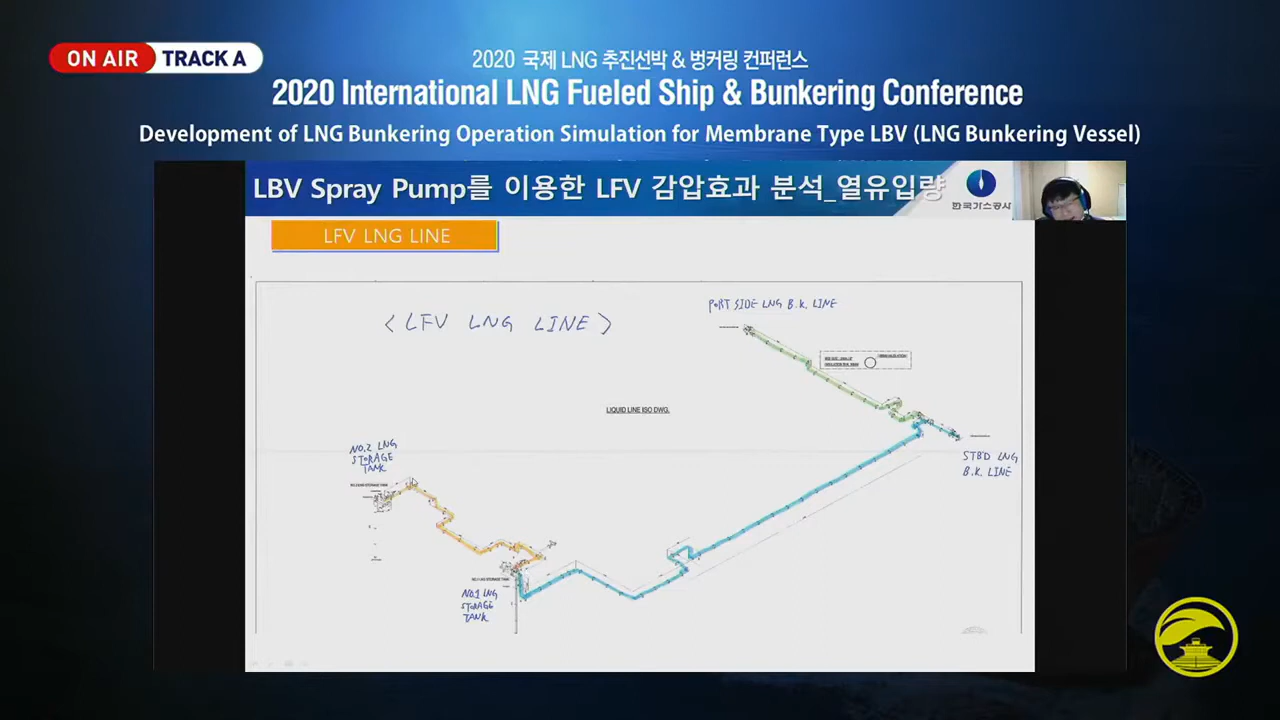 ON AIR TRACK A
2020 국제 LNG 추진선박 & 벙커링 컨퍼런스
2020 International LNG Fueled Ship & Bunkering Conference
Development of LNG Bunkering Operation Simulation for Membrane Type LBV (LNG Bunkering Vessel)
LBV Spray Pump를 이용한 LFV 감압효과 분석_열유입량
한국가스공사
LFV LNG LINE
PORT SIDE LNG B.K. LINE
< LFV LNG LINE >
LIQUID LINE ISO DWG.
NO.2 LNG
STORAGE
TANK
STB'D LNG
B.K. LINE
NO.1 LNG
STORAGE
TANK